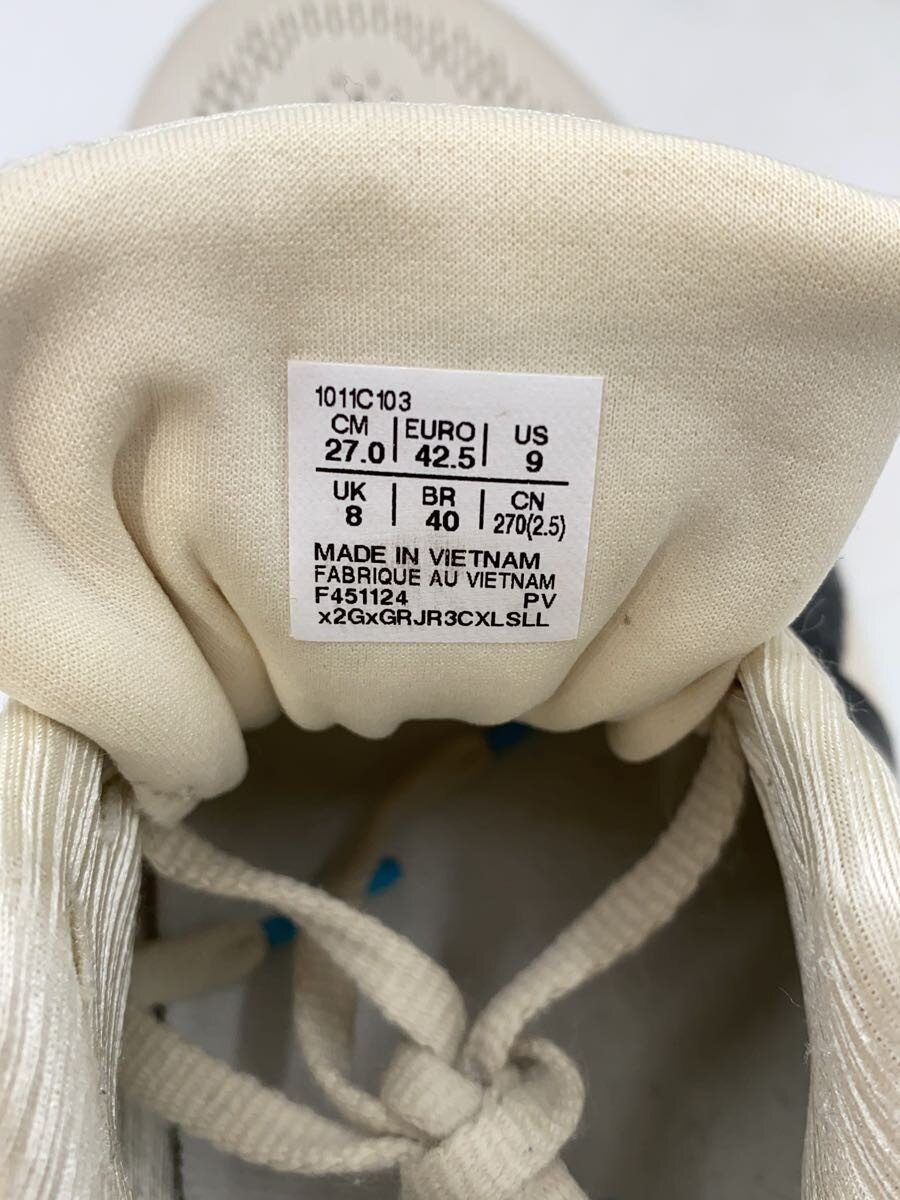 1011C103
CM | EURO | US
27.0 | 42.5 | 9
UK | BR | CN
8 | 40 | 270(2.5)
MADE IN VIETNAM
FABRIQUE AU VIETNAM
F451124 PV
x2GxGRJR3CXLSLL